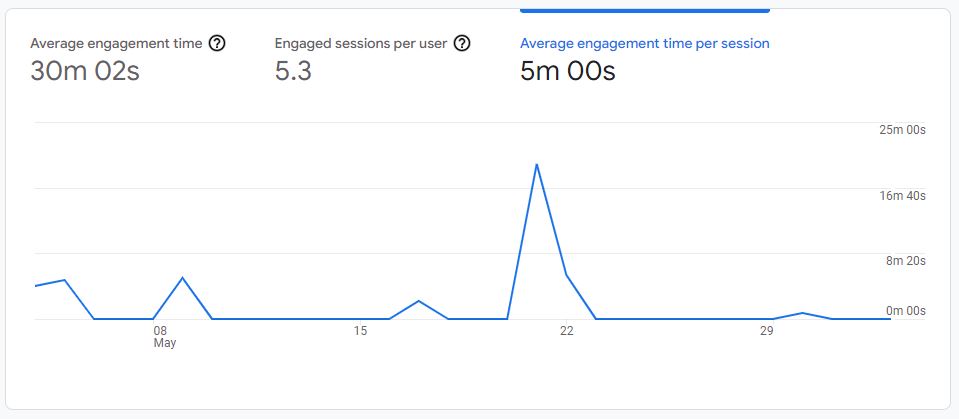 Average engagement time ?
30m 02s
Engaged sessions per user ?
5.3
Average engagement time per session
5m 00s
25m 00s
16m 40s
8m 20s
0m 00s
08
May
15
22
29